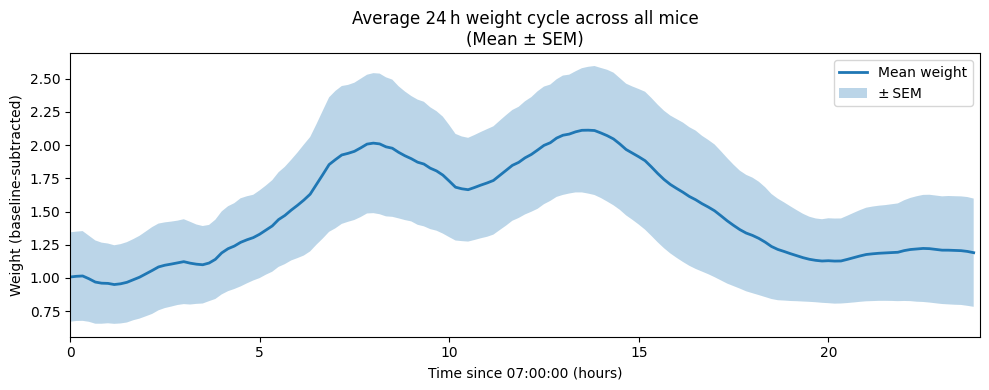 Average 24 h weight cycle across all mice
(Mean ± SEM)
Weight (baseline-subtracted)
2.50
2.25
2.00
1.75
1.50
1.25
1.00
0.75
Mean weight
± SEM
0
5
10
15
20
Time since 07:00:00 (hours)